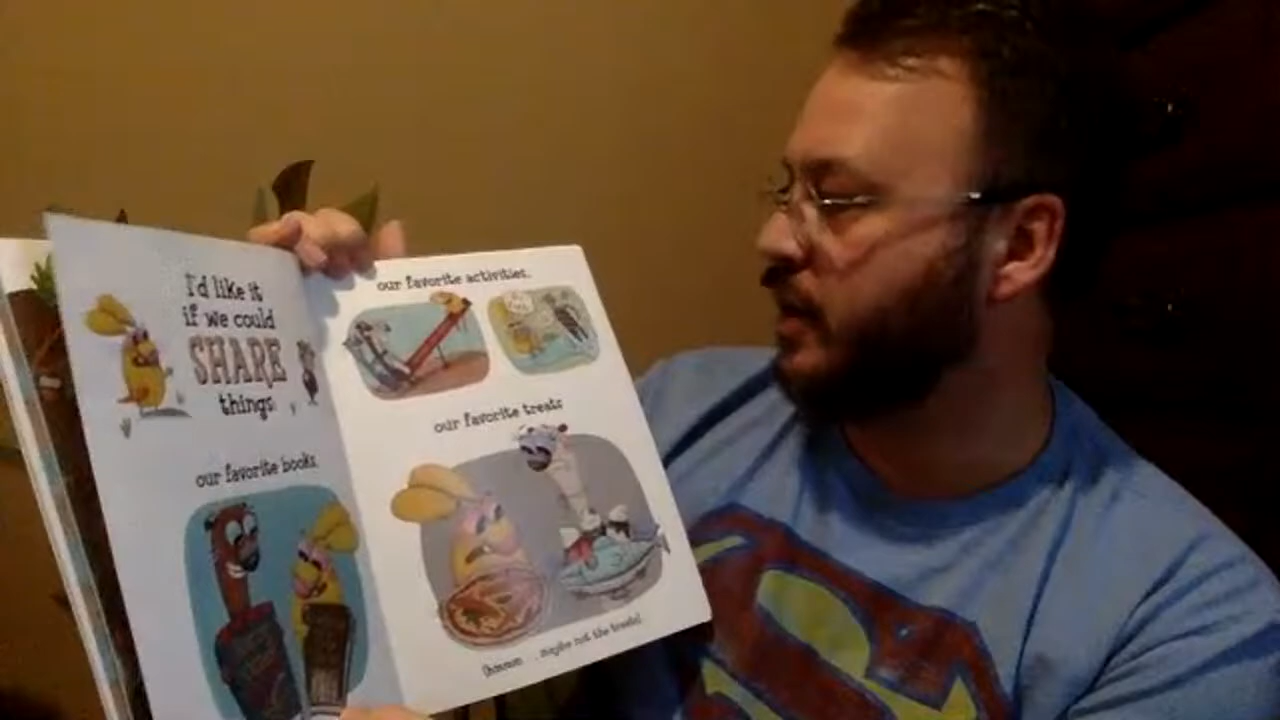 I'd like it
if we could
SHARE
things
our favorite books
our favorite activities,
our favorite treats
(hmmm . . . maybe not the treats)